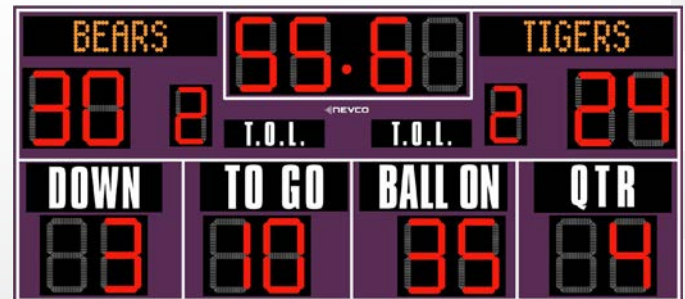 BEARS 55.6 TIGERS
30 2 2 24
NEVCO
T.O.L. T.O.L.
DOWN TO GO BALL ON QTR
3 10 35 4